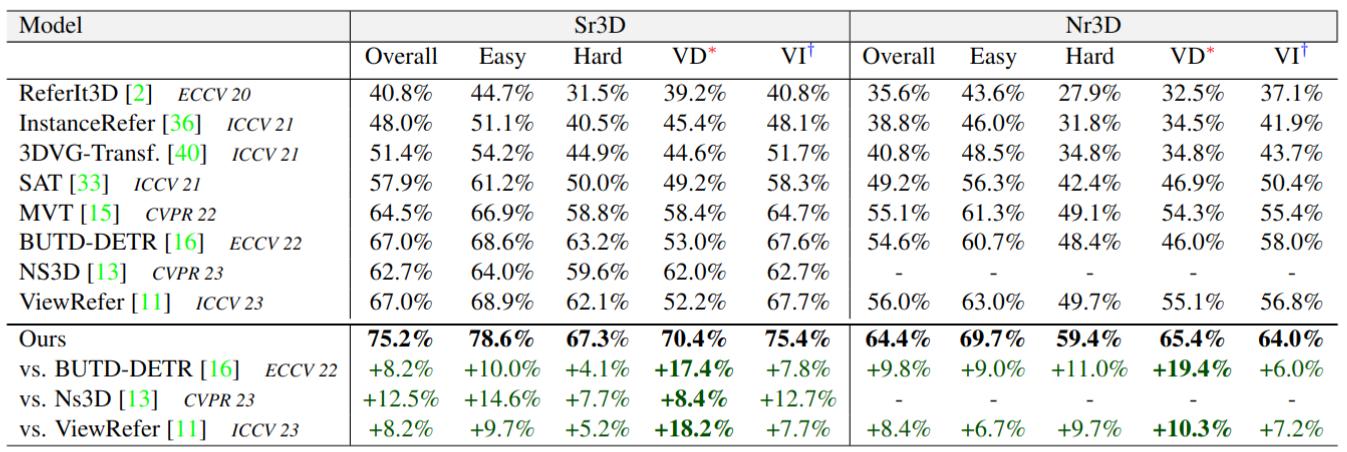 Model Sr3D Nr3D
Overall Easy Hard VD* VI† Overall Easy Hard VD* VI†
ReferIt3D [2] ECCV 20 40.8% 44.7% 31.5% 39.2% 40.8% 35.6% 43.6% 27.9% 32.5% 37.1%
InstanceRefer [36] ICCV 21 48.0% 51.1% 40.5% 45.4% 48.1% 38.8% 46.0% 31.8% 34.5% 41.9%
3DVG-Transf. [40] ICCV 21 51.4% 54.2% 44.9% 44.6% 51.7% 40.8% 48.5% 34.8% 34.8% 43.7%
SAT [33] ICCV 21 57.9% 61.2% 50.0% 49.2% 58.3% 49.2% 56.3% 42.4% 46.9% 50.4%
MVT [15] CVPR 22 64.5% 66.9% 58.8% 58.4% 64.7% 55.1% 61.3% 49.1% 54.3% 55.4%
BUTD-DETR [16] ECCV 22 67.0% 68.6% 63.2% 53.0% 67.6% 54.6% 60.7% 48.4% 46.0% 58.0%
NS3D [13] CVPR 23 62.7% 64.0% 59.6% 62.0% 62.7% - - - - -
ViewRefer [11] ICCV 23 67.0% 68.9% 62.1% 52.2% 67.7% 56.0% 63.0% 49.7% 55.1% 56.8%
Ours 75.2% 78.6% 67.3% 70.4% 75.4% 64.4% 69.7% 59.4% 65.4% 64.0%
vs. BUTD-DETR [16] ECCV 22 +8.2% +10.0% +4.1% +17.4% +7.8% +9.8% +9.0% +11.0% +19.4% +6.0%
vs. Ns3D [13] CVPR 23 +12.5% +14.6% +7.7% +8.4% +12.7% - - - - -
vs. ViewRefer [11] ICCV 23 +8.2% +9.7% +5.2% +18.2% +7.7% +8.4% +6.7% +9.7% +10.3% +7.2%